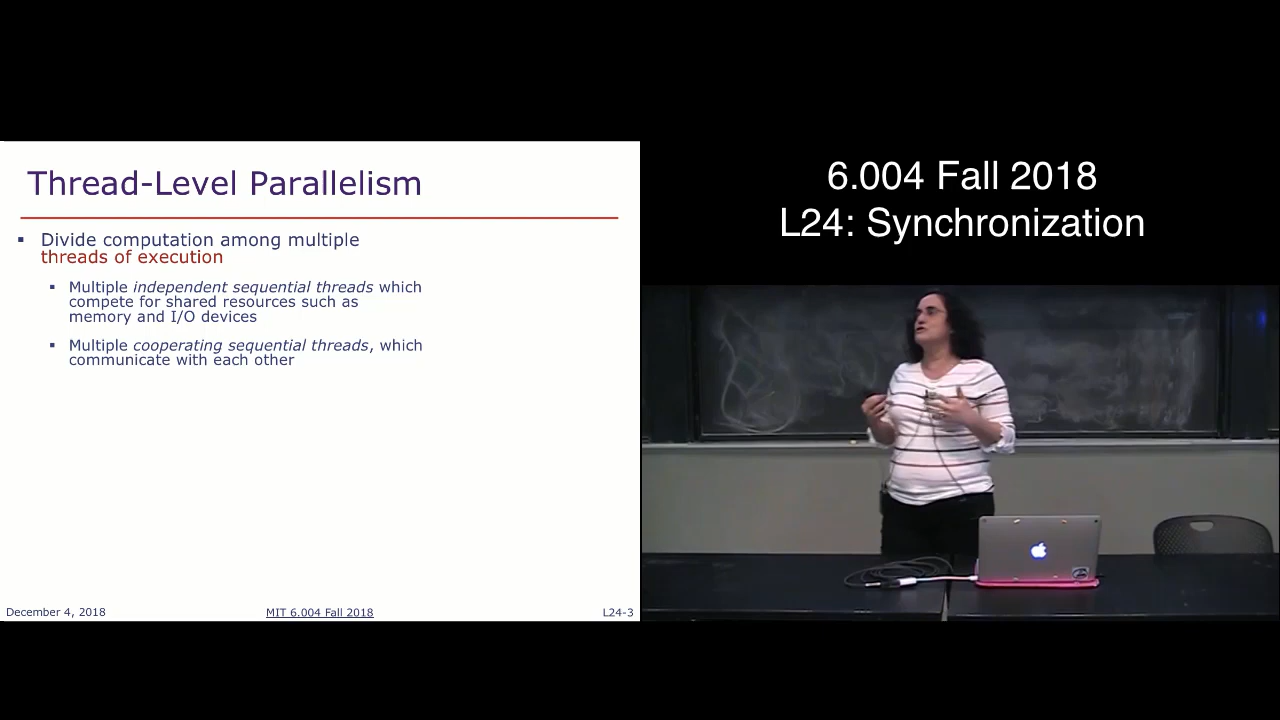 Thread-Level Parallelism
▪ Divide computation among multiple
threads of execution
▪ Multiple independent sequential threads which
compete for shared resources such as
memory and I/O devices
▪ Multiple cooperating sequential threads, which
communicate with each other
December 4, 2018
MIT 6.004 Fall 2018
L24-3
6.004 Fall 2018
L24: Synchronization